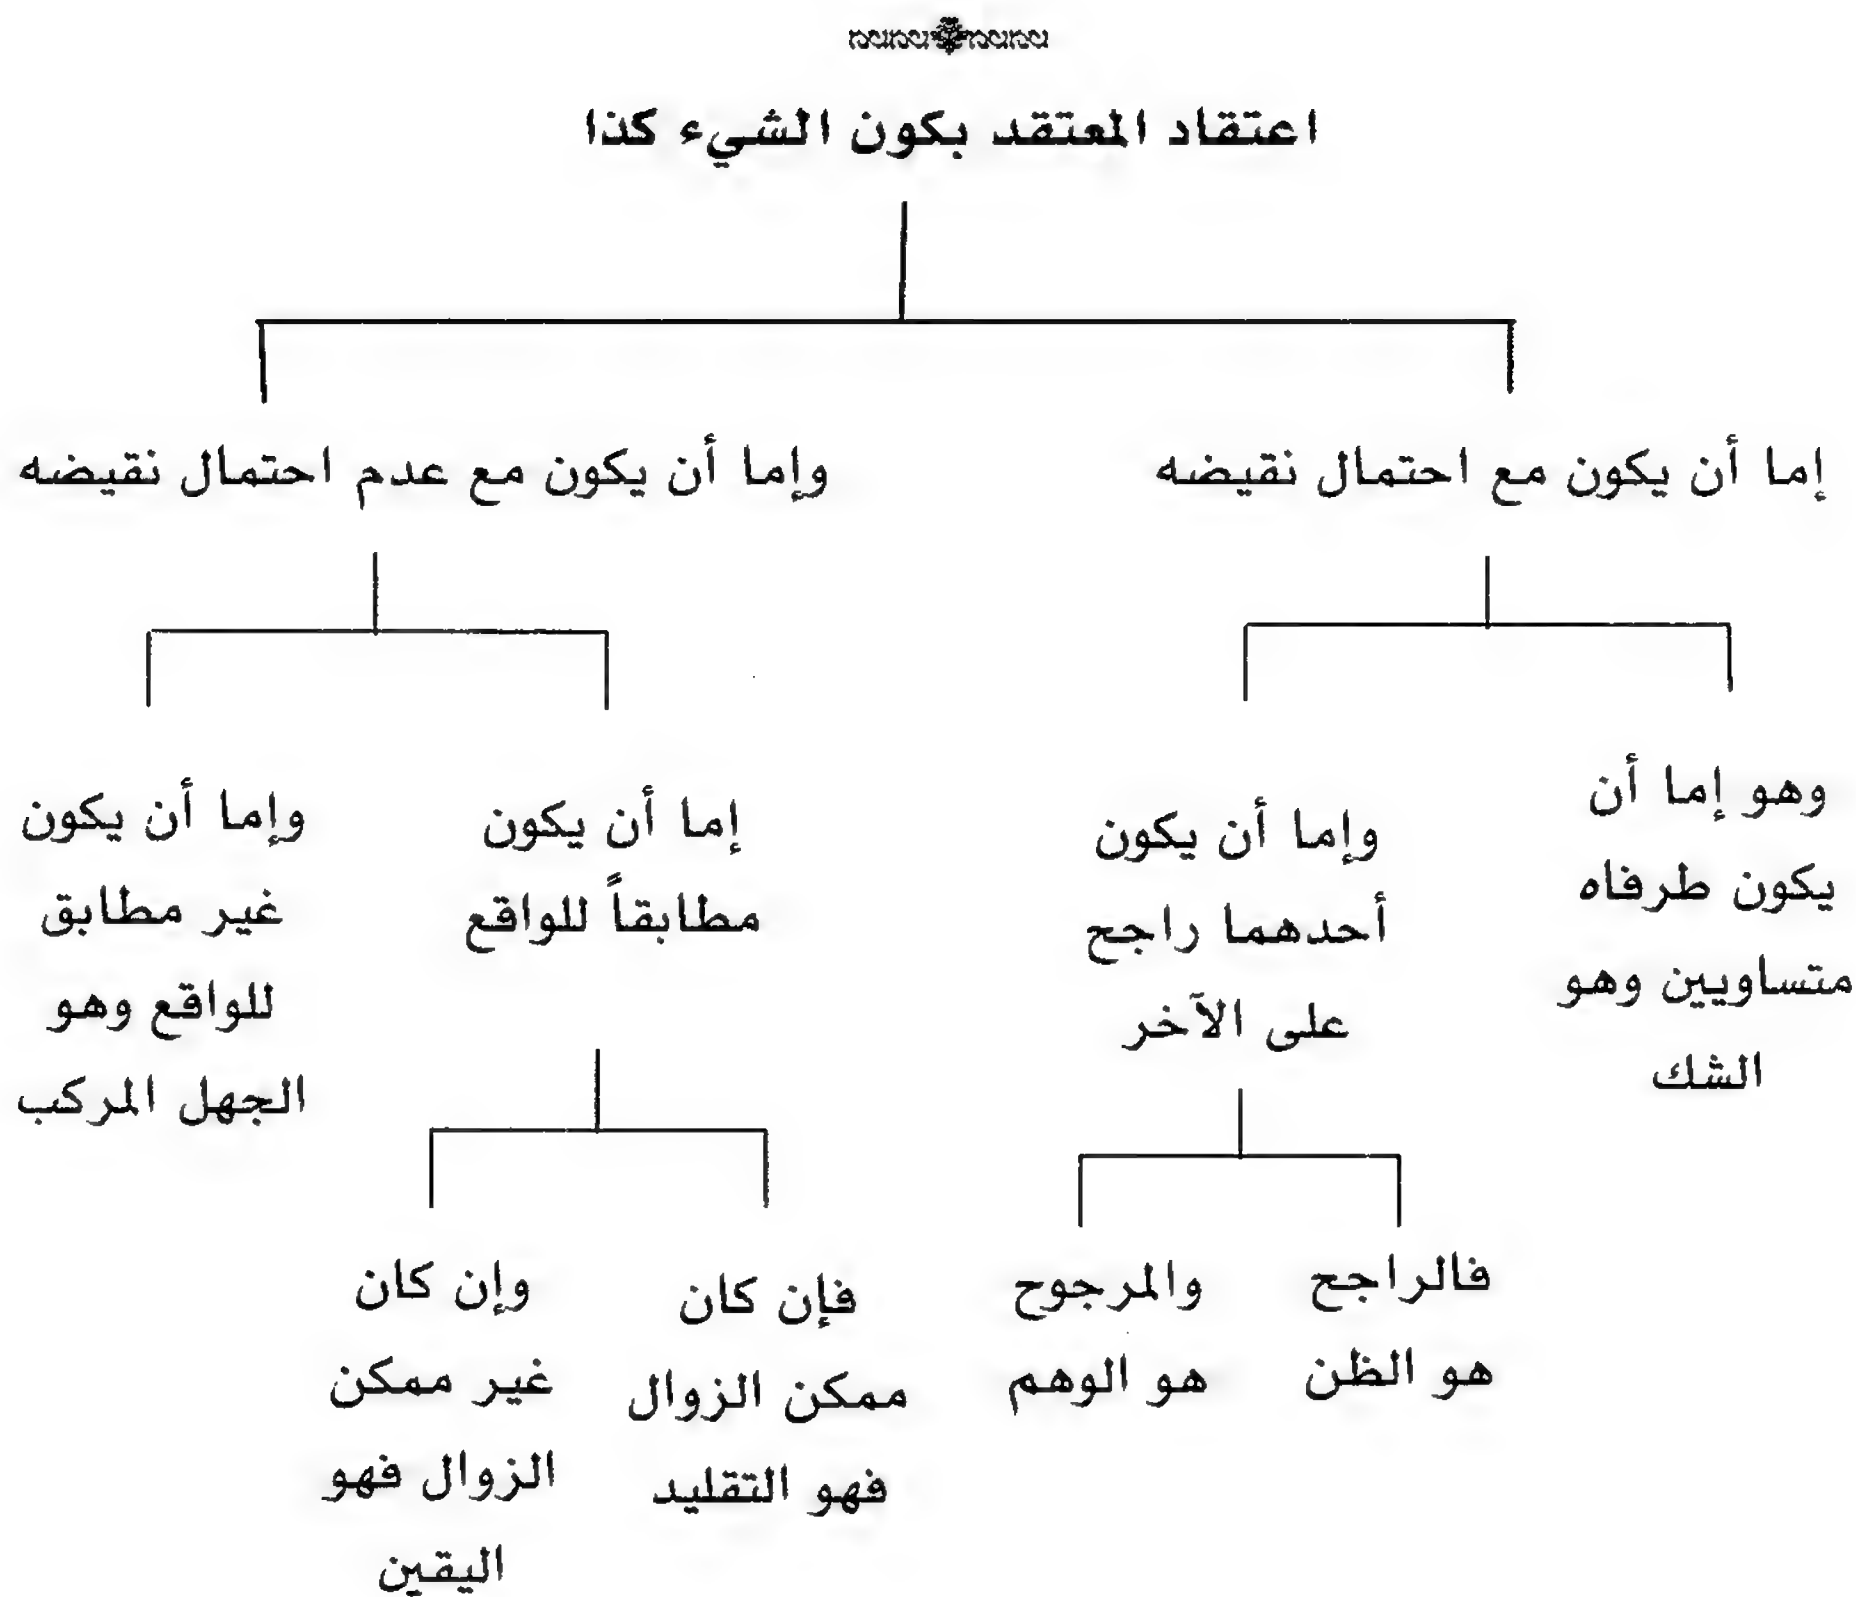 اعتقاد المعتقد بكون الشيء كذا
إما أن يكون مع احتمال نقيضه
وإما أن يكون مع عدم احتمال نقيضه
وهو إما أن
يكون طرفاه
متساويين وهو
الشك
وإما أن يكون
أحدهما راجح
على الآخر
إما أن يكون
مطابقاً للواقع
وإما أن يكون
غير مطابق
للواقع وهو
الجهل المركب
فالراجح
هو الظن
والمرجوح
هو الوهم
فإن كان
ممكن الزوال
فهو التقليد
وإن كان
غير ممكن
الزوال فهو
اليقين